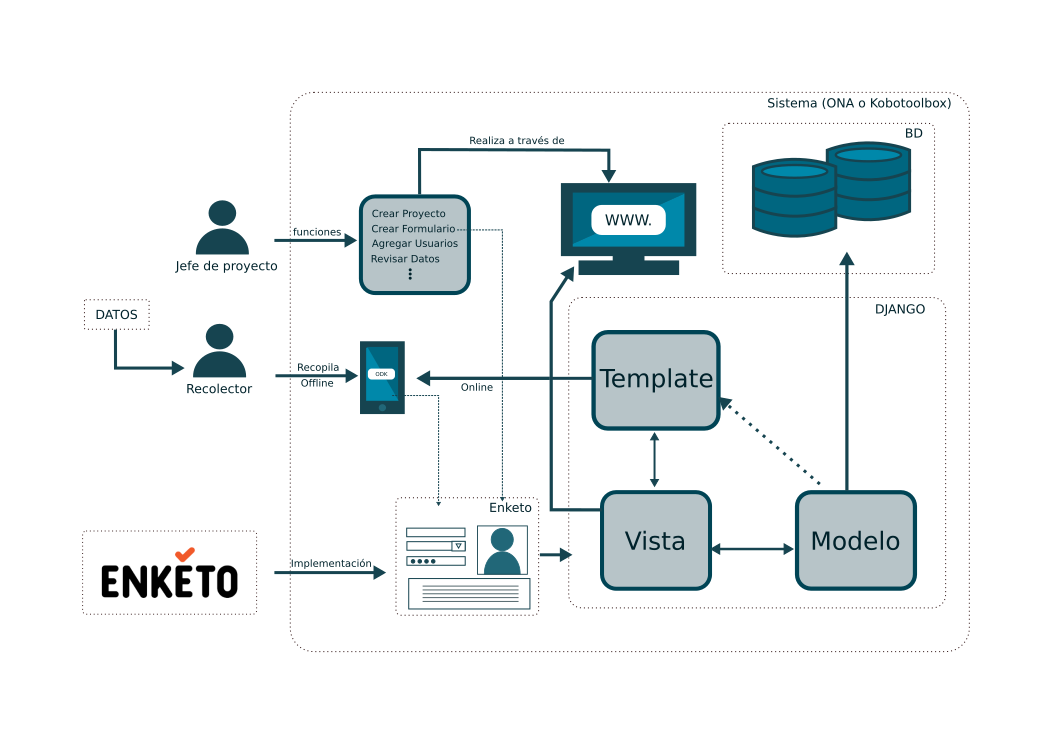 Sistema (ONA o Kobotoolbox)
BD
Realiza a través de
WWW.
Crear Proyecto
Crear Formulario
Agregar Usuarios
Revisar Datos
funciones
Jefe de proyecto
DATOS
DJANGO
Recopila
Offline
ODK
Online
Template
Recolector
Enketo
Vista
Modelo
Implementación
ENKETO